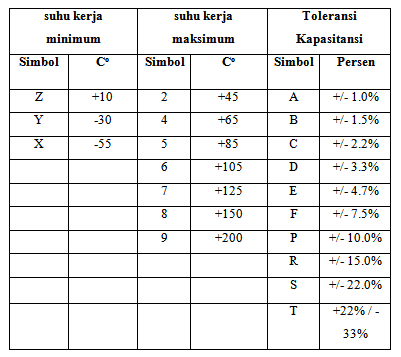 suhu kerja minimum suhu kerja maksimum Toleransi Kapasitansi
Simbol C° Simbol C° Simbol Persen
Z +10 2 +45 A +/- 1.0%
Y -30 4 +65 B +/- 1.5%
X -55 5 +85 C +/- 2.2%
6 +105 D +/- 3.3%
7 +125 E +/- 4.7%
8 +150 F +/- 7.5%
9 +200 P +/- 10.0%
R +/- 15.0%
S +/- 22.0%
T +22% / -
33%